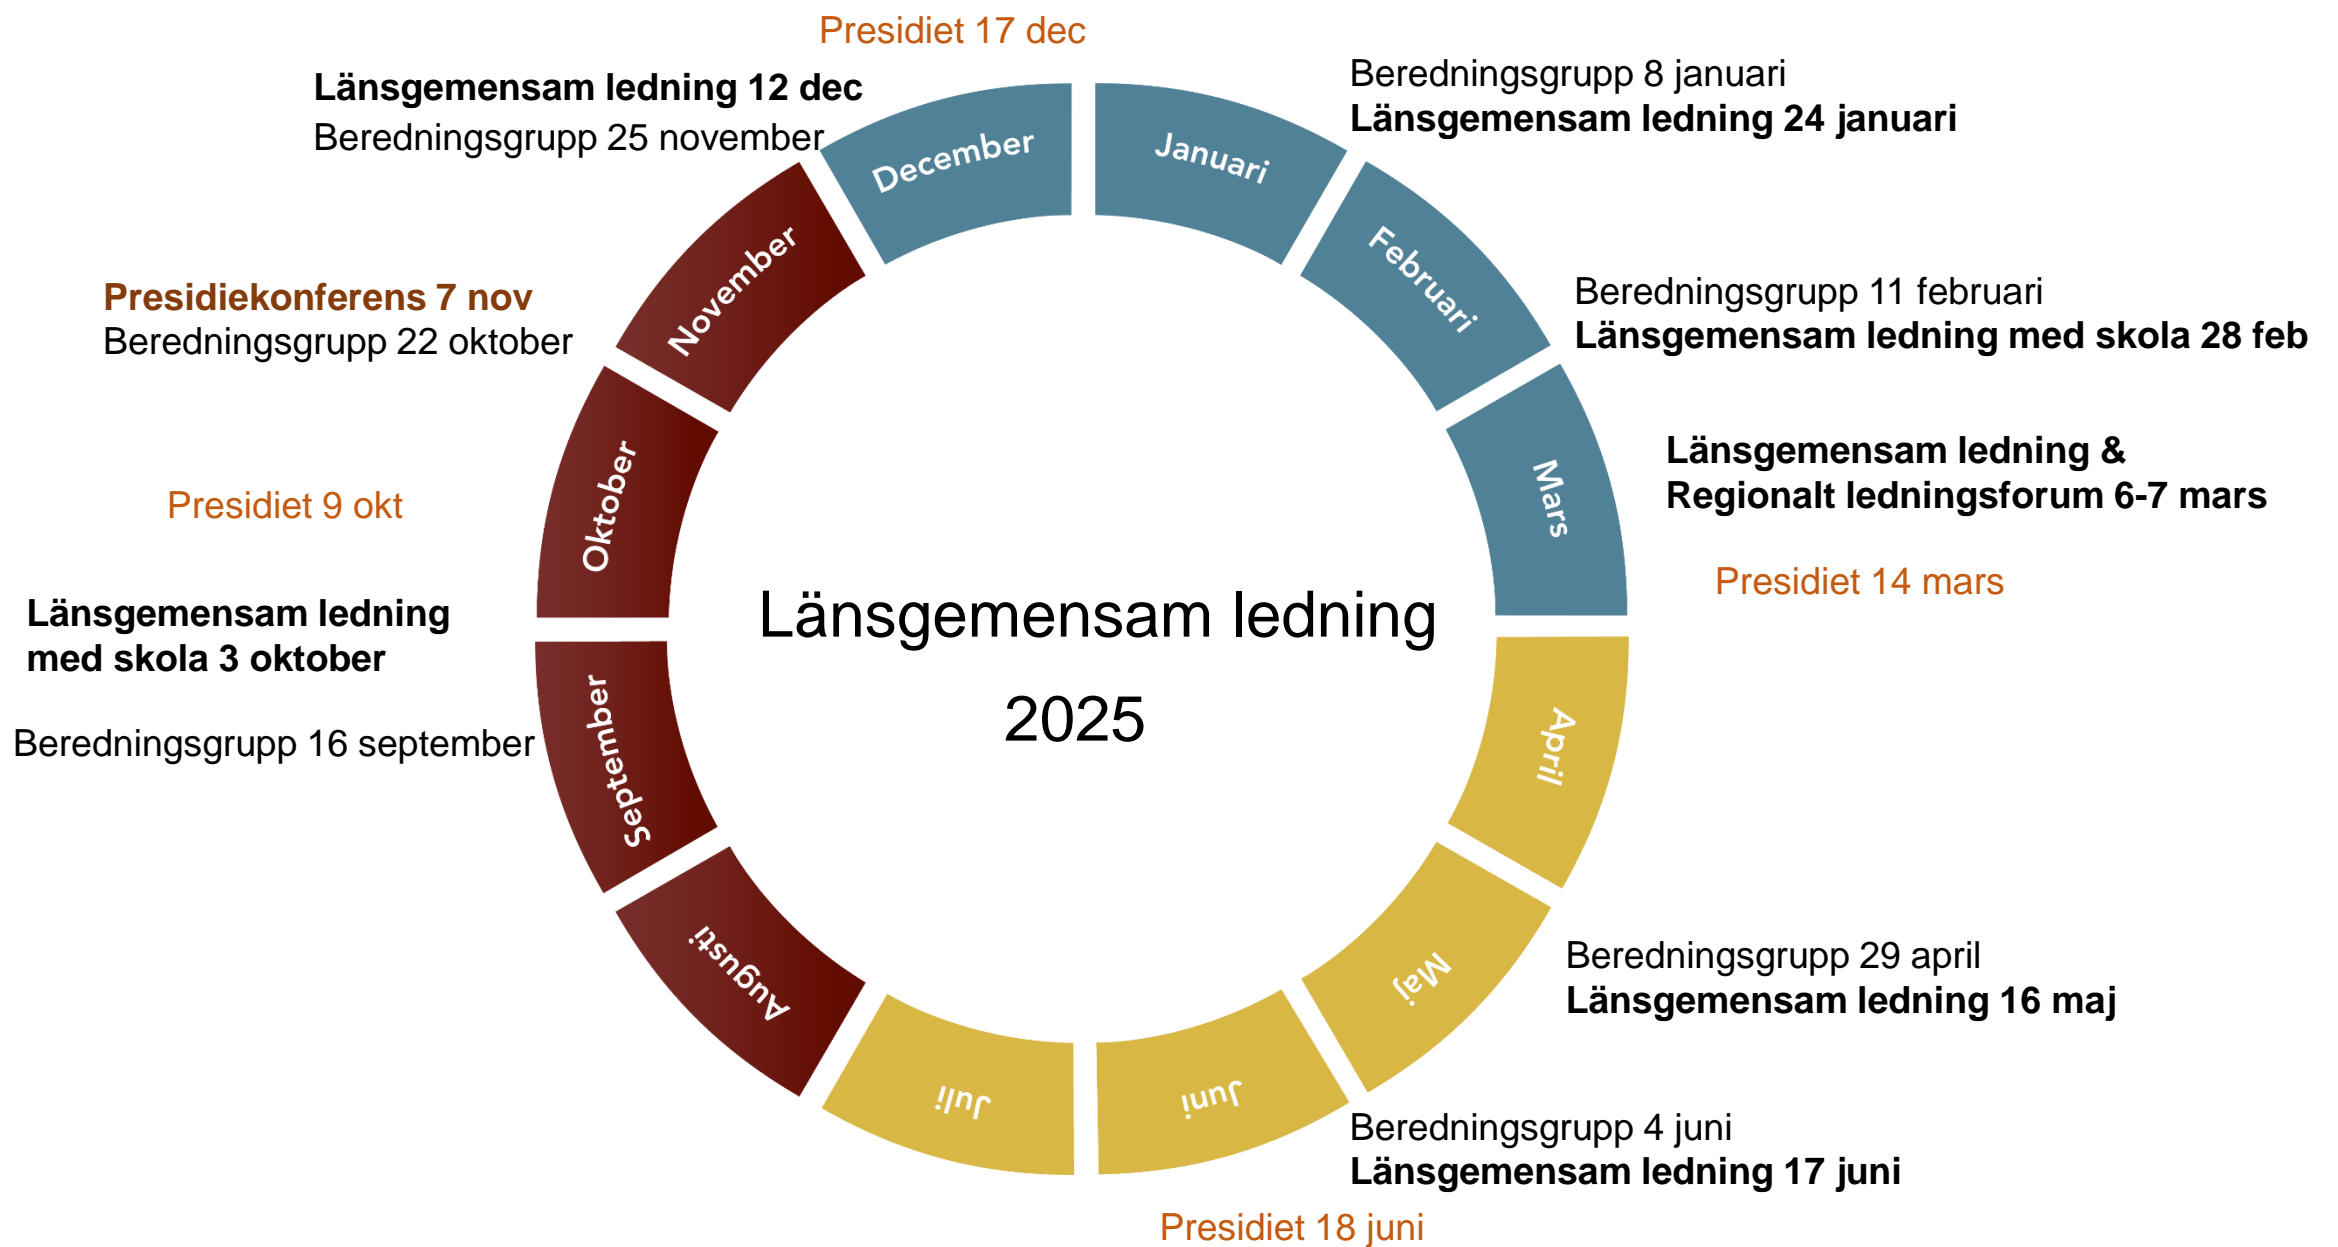 Presidiet 17 dec
Länsgemensam ledning 12 dec
Beredningsgrupp 25 november
Beredningsgrupp 8 januari
Länsgemensam ledning 24 januari
December
Januari
Februari
November
Presidiekonferens 7 nov
Beredningsgrupp 22 oktober
Beredningsgrupp 11 februari
Länsgemensam ledning med skola 28 feb
Länsgemensam ledning &
Regionalt ledningsforum 6-7 mars
Mars
Oktober
Presidiet 9 okt
Presidiet 14 mars
Länsgemensam ledning
med skola 3 oktober
Länsgemensam ledning
2025
Beredningsgrupp 16 september
September
April
Augusti
Maj
Beredningsgrupp 29 april
Länsgemensam ledning 16 maj
Juli
Juni
Beredningsgrupp 4 juni
Länsgemensam ledning 17 juni
Presidiet 18 juni